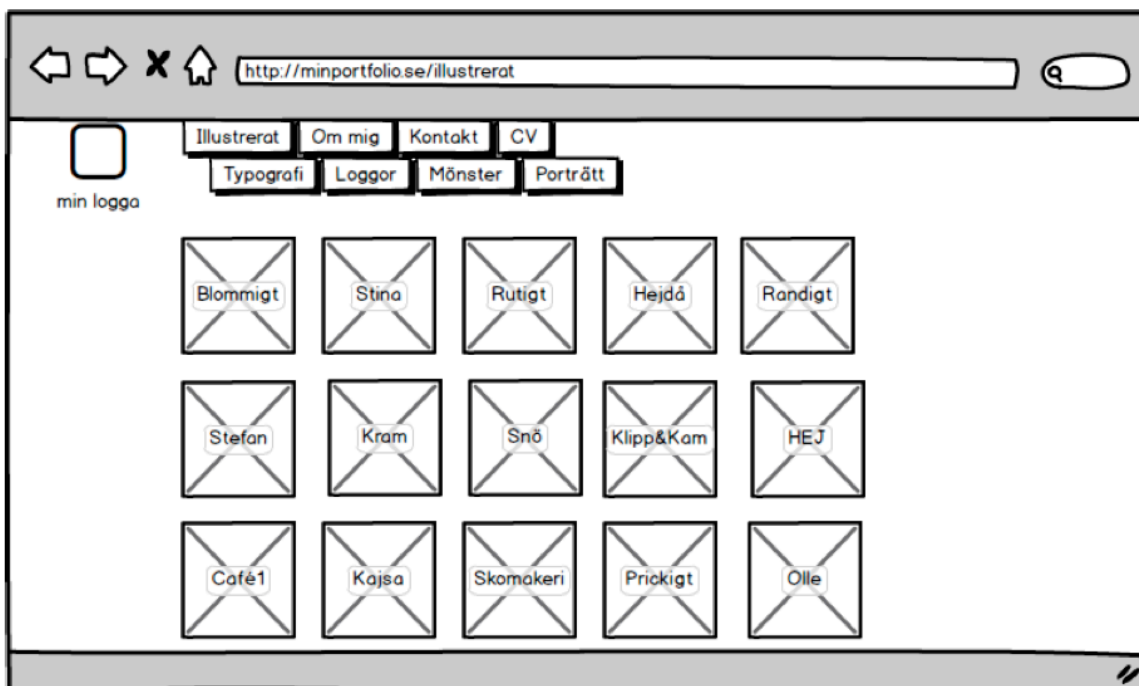 http://minportfolio.se/illustrerat
Illustrerat Om mig Kontakt CV
Typografi Loggor Mönster Porträtt
min logga
Blommigt Stina Rutigt Hejdå Randigt
Stefan Kram Snö Klipp&Kam HEJ
Café1 Kajsa Skomakeri Prickigt Olle